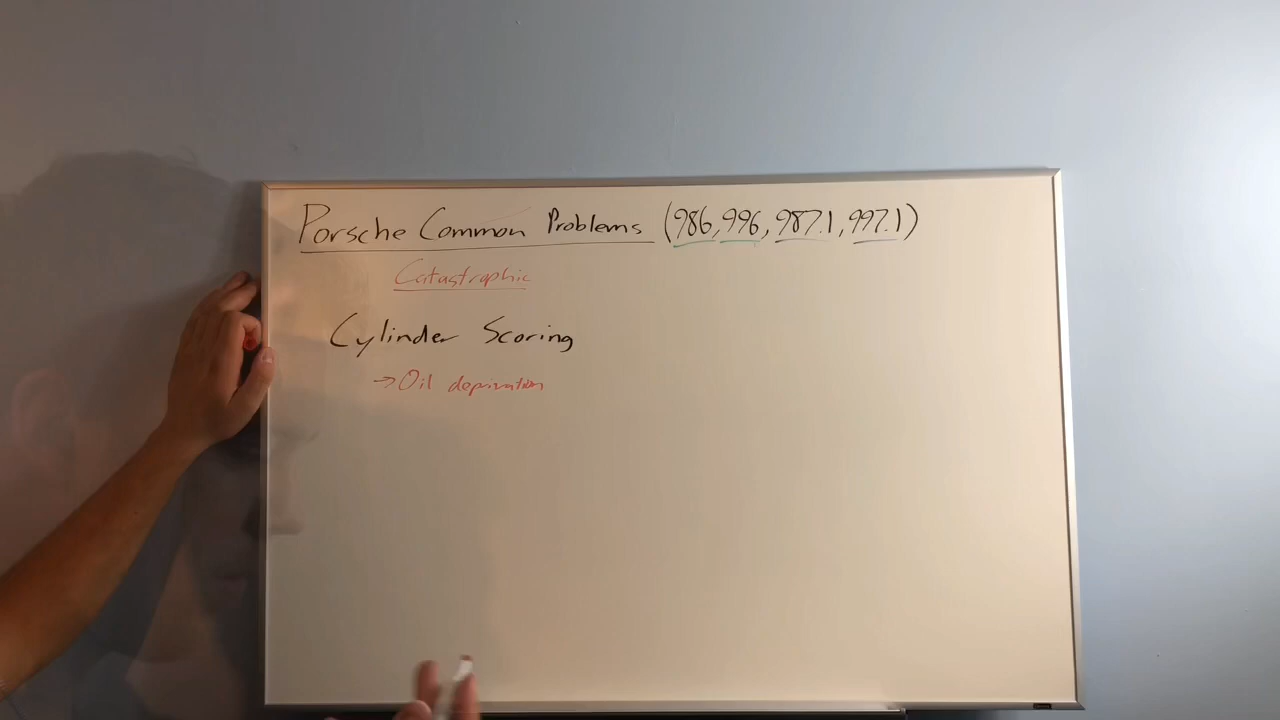 Porsche Common Problems (986, 996, 987.1, 997.1)
Catastrophic
Cylinder Scoring
→ Oil deprivation